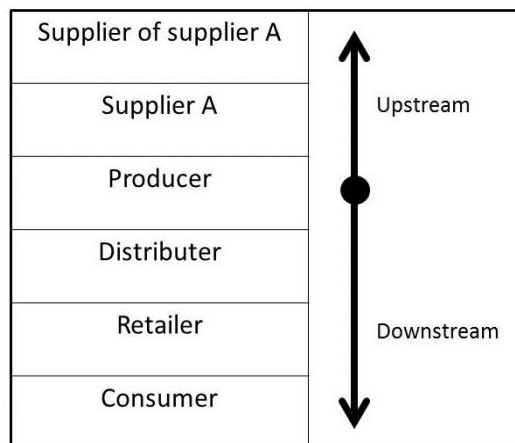 Supplier of supplier A
Supplier A
Upstream
Producer
Distributer
Retailer
Downstream
Consumer